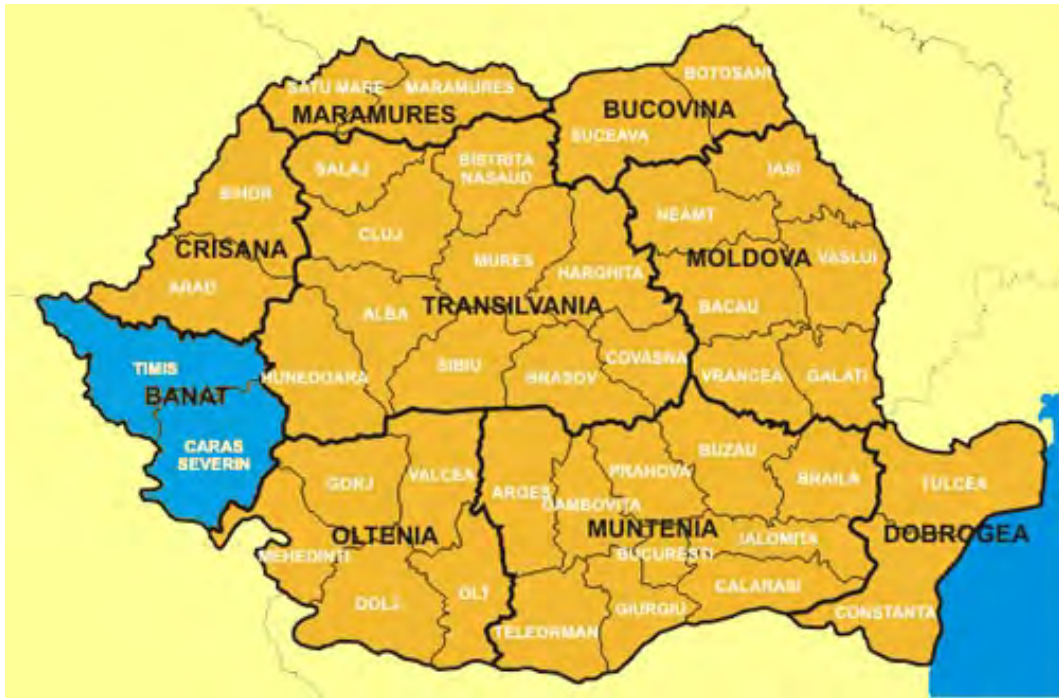 BOTOSANI
SATU MARE
MARAMURES
MARAMURES
BUCOVINA
SUCEAVA
SALAJ
BISTRITA
NASAUD
IASI
BIHOR
NEAMT
CLUJ
CRISANA
MURES
MOLDOVA
VASLUI
HARGHITA
ARAD
TRANSILVANIA
BACAU
ALBA
TIMIS
SIBIU
COVASNA
HUNEDOARA
BRASOV
VRANCEA
GALATI
BANAT
CARAS
SEVERIN
BUZAU
VALCEA
PRAHOVA
GORJ
BRAILA
TULCEA
ARGES
DAMBOVITA
OLTENIA
MUNTENIA
IALOMITA
DOBROGEA
MEHEDINTI
BUCURESTI
CALARASI
OLT
DOLJ
GIURGIU
CONSTANTA
TELEORMAN